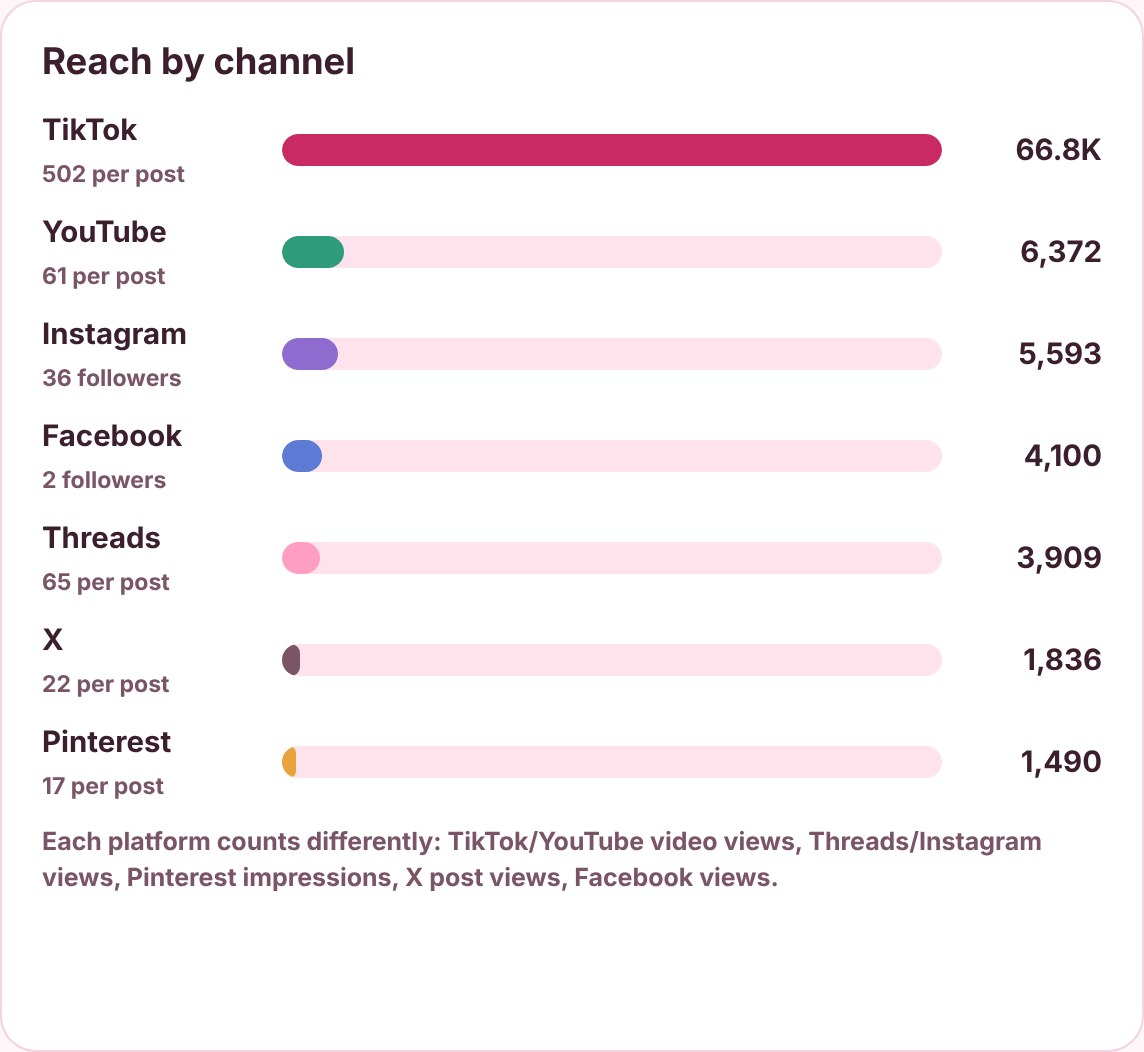 Reach by channel
TikTok
502 per post
66.8K
YouTube
61 per post
6,372
Instagram
36 followers
5,593
Facebook
2 followers
4,100
Threads
65 per post
3,909
X
22 per post
1,836
Pinterest
17 per post
1,490
Each platform counts differently: TikTok/YouTube video views, Threads/Instagram
views, Pinterest impressions, X post views, Facebook views.